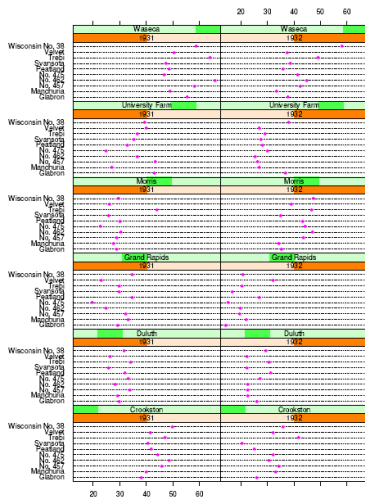 20 30 40 50 60
Waseca Waseca
1931 1932
Wisconsin No. 38
Velvet
Trebi
Svansota
Peatland
No. 475
No. 462
No. 457
Manchuria
Glabron
University Farm University Farm
1931 1932
Wisconsin No. 38
Velvet
Trebi
Svansota
Peatland
No. 475
No. 462
No. 457
Manchuria
Glabron
Morris Morris
1931 1932
Wisconsin No. 38
Velvet
Trebi
Svansota
Peatland
No. 475
No. 462
No. 457
Manchuria
Glabron
Grand Rapids Grand Rapids
1931 1932
Wisconsin No. 38
Velvet
Trebi
Svansota
Peatland
No. 475
No. 462
No. 457
Manchuria
Glabron
Duluth Duluth
1931 1932
Wisconsin No. 38
Velvet
Trebi
Svansota
Peatland
No. 475
No. 462
No. 457
Manchuria
Glabron
Crookston Crookston
1931 1932
Wisconsin No. 38
Velvet
Trebi
Svansota
Peatland
No. 475
No. 462
No. 457
Manchuria
Glabron
20 30 40 50 60